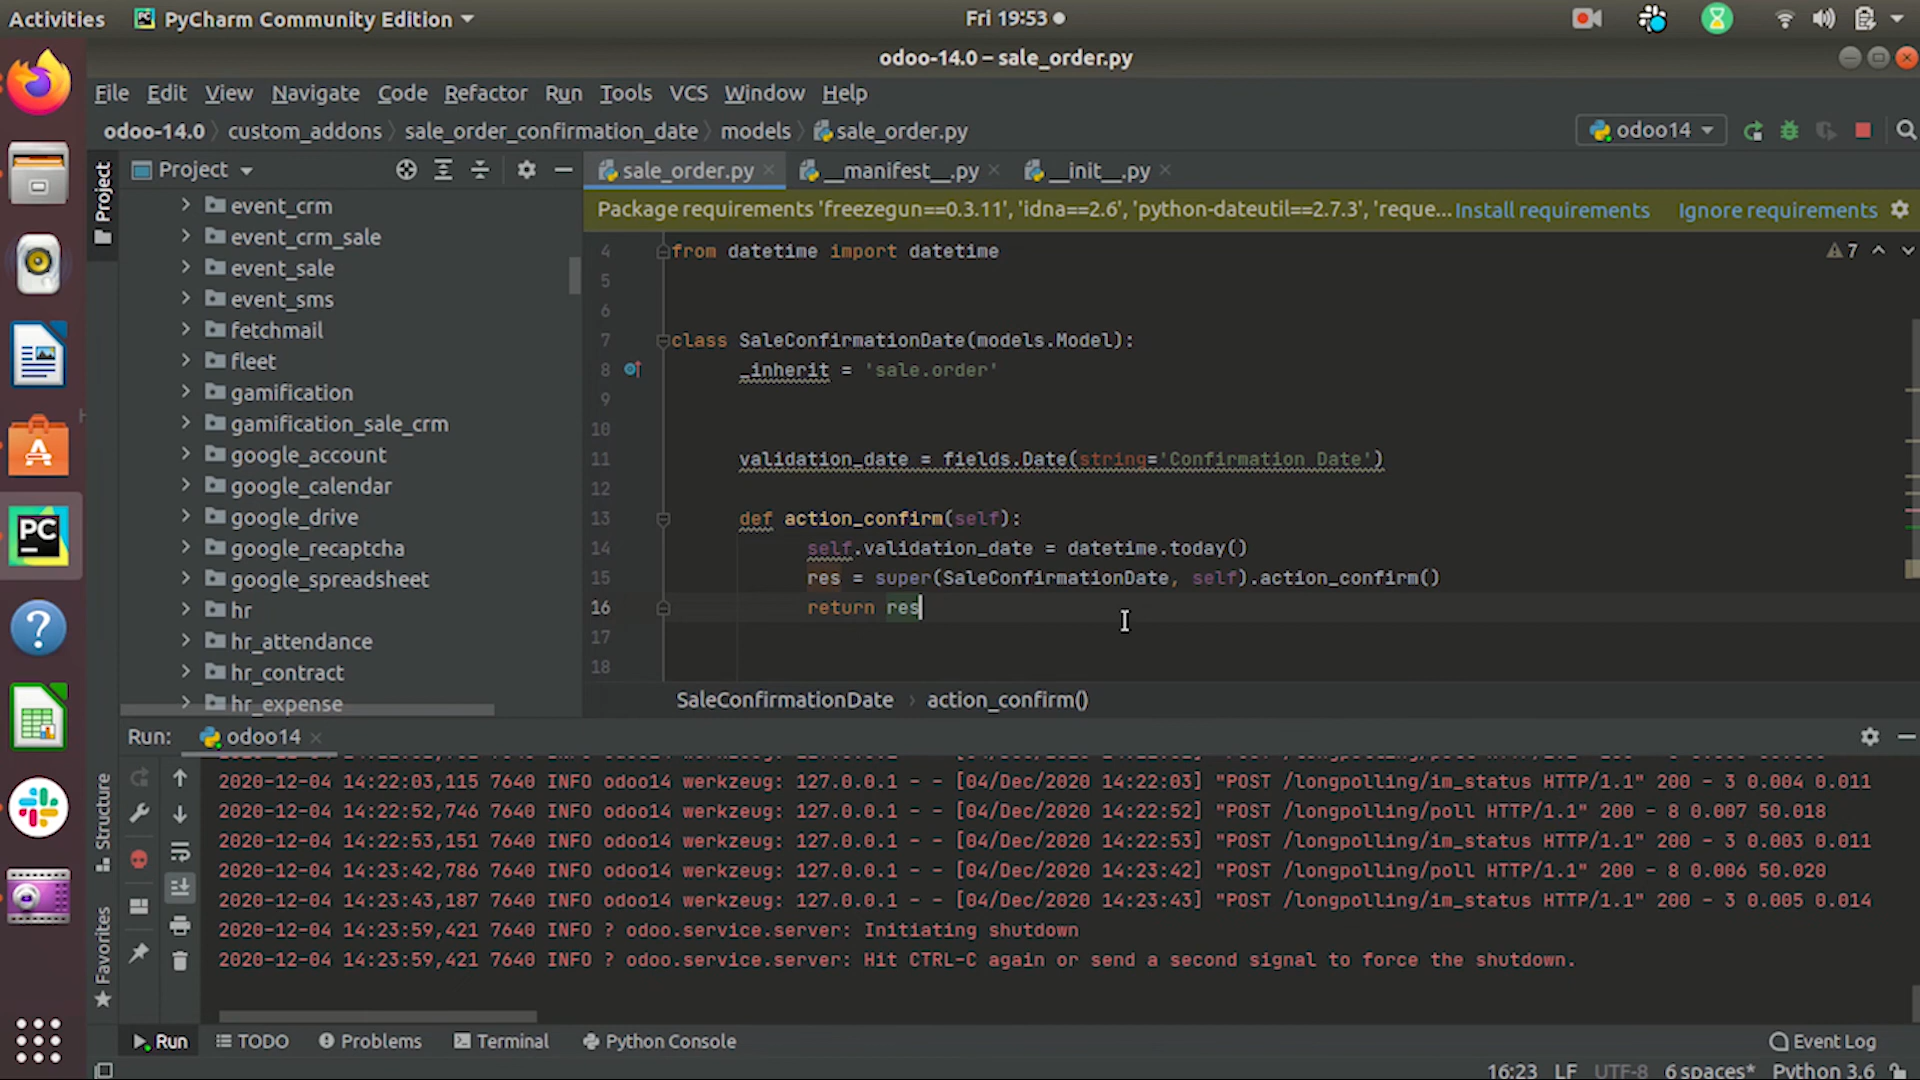 Activities PyCharm Community Edition Fri 19:53
odoo-14.0 – sale_order.py
File Edit View Navigate Code Refactor Run Tools VCS Window Help
odoo-14.0 custom_addons sale_order_confirmation_date models sale_order.py odoo14
Project sale_order.py __manifest__.py __init__.py
Package requirements 'freezegun==0.3.11', 'idna==2.6', 'python-dateutil==2.7.3', 'reque... Install requirements Ignore requirements
Project
event_crm
event_crm_sale
event_sale
event_sms
fetchmail
fleet
gamification
gamification_sale_crm
google_account
google_calendar
google_drive
google_recaptcha
google_spreadsheet
hr
hr_attendance
hr_contract
hr_expense
4 from datetime import datetime 7
5
6
7 class SaleConfirmationDate(models.Model):
8 _inherit = 'sale.order'
9
10
11 validation_date = fields.Date(string='Confirmation Date')
12
13 def action_confirm(self):
14 self.validation_date = datetime.today()
15 res = super(SaleConfirmationDate, self).action_confirm()
16 return res
17
18
SaleConfirmationDate action_confirm()
Run: odoo14
2020-12-04 14:22:03,115 7640 INFO odoo14 werkzeug: 127.0.0.1 - - [04/Dec/2020 14:22:03] "POST /longpolling/im_status HTTP/1.1" 200 - 3 0.004 0.011
2020-12-04 14:22:52,746 7640 INFO odoo14 werkzeug: 127.0.0.1 - - [04/Dec/2020 14:22:52] "POST /longpolling/poll HTTP/1.1" 200 - 8 0.007 50.018
2020-12-04 14:22:53,151 7640 INFO odoo14 werkzeug: 127.0.0.1 - - [04/Dec/2020 14:22:53] "POST /longpolling/im_status HTTP/1.1" 200 - 3 0.003 0.011
2020-12-04 14:23:42,786 7640 INFO odoo14 werkzeug: 127.0.0.1 - - [04/Dec/2020 14:23:42] "POST /longpolling/poll HTTP/1.1" 200 - 8 0.006 50.020
2020-12-04 14:23:43,187 7640 INFO odoo14 werkzeug: 127.0.0.1 - - [04/Dec/2020 14:23:43] "POST /longpolling/im_status HTTP/1.1" 200 - 3 0.005 0.014
2020-12-04 14:23:59,421 7640 INFO ? odoo.service.server: Initiating shutdown
2020-12-04 14:23:59,421 7640 INFO ? odoo.service.server: Hit CTRL-C again or send a second signal to force the shutdown.
Structure
Favorites
Run TODO Problems Terminal Python Console Event Log
16:23 LF UTF-8 6 spaces* Python 3.6